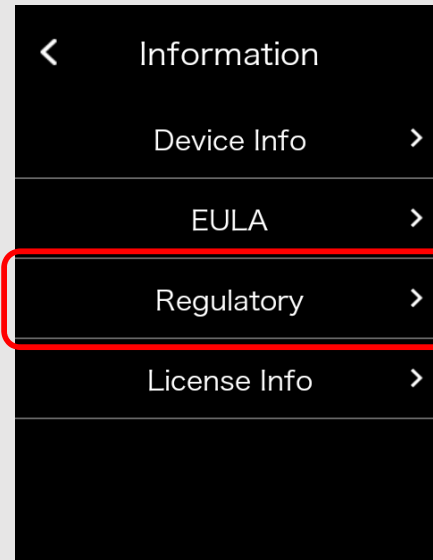 Information
Device Info
EULA
Regulatory
License Info